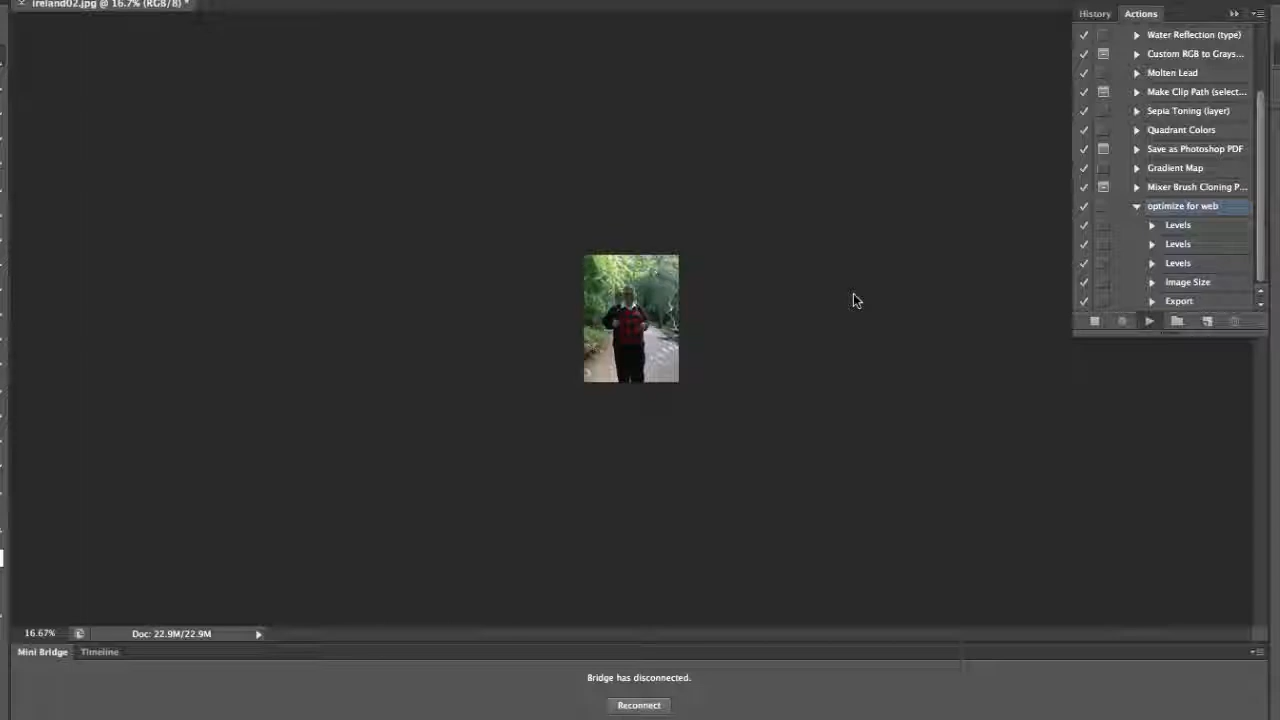 ireland02.jpg @ 16.7% (RGB/8) *
History
Actions
Water Reflection (type)
Custom RGB to Grays...
Molten Lead
Make Clip Path (select...
Sepia Toning (layer)
Quadrant Colors
Save as Photoshop PDF
Gradient Map
Mixer Brush Cloning P...
optimize for web
Levels
Levels
Levels
Image Size
Export
16.67%
Doc: 22.9M/22.9M
Mini Bridge
Timeline
Bridge has disconnected.
Reconnect